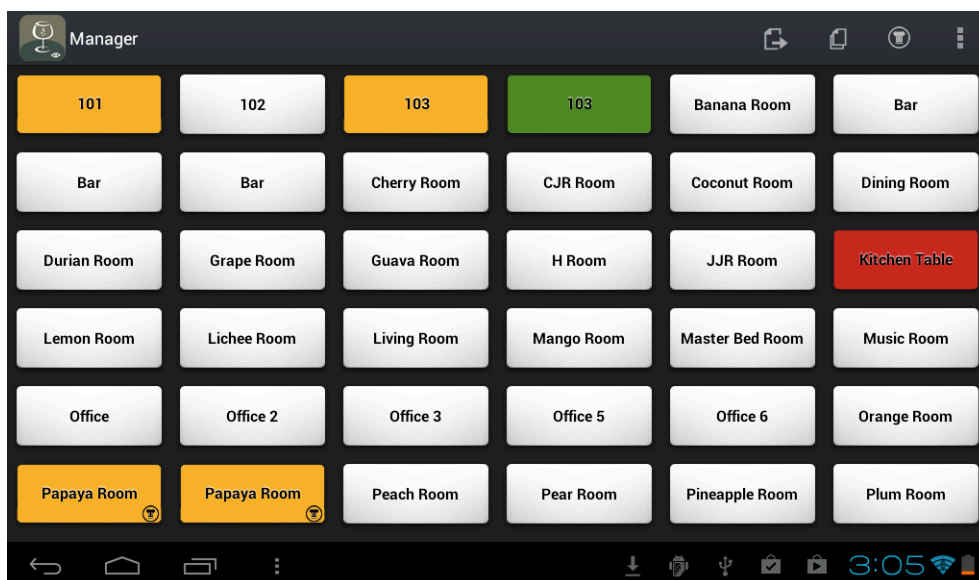 Manager
101 102 103 103 Banana Room Bar
Bar Bar Cherry Room CJR Room Coconut Room Dining Room
Durian Room Grape Room Guava Room H Room JJR Room Kitchen Table
Lemon Room Lichee Room Living Room Mango Room Master Bed Room Music Room
Office Office 2 Office 3 Office 5 Office 6 Orange Room
Papaya Room Papaya Room Peach Room Pear Room Pineapple Room Plum Room
3:05